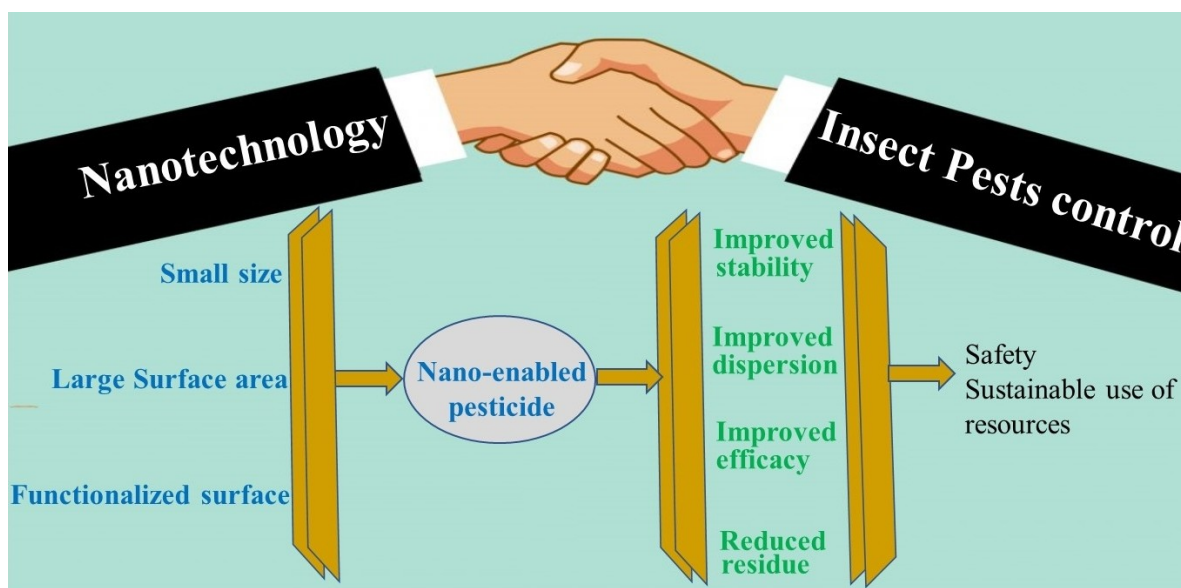 Nanotechnology
Insect Pests control
Small size
Large Surface area
Functionalized surface
Nano-enabled
pesticide
Improved
stability
Improved
dispersion
Improved
efficacy
Reduced
residue
Safety
Sustainable use of
resources